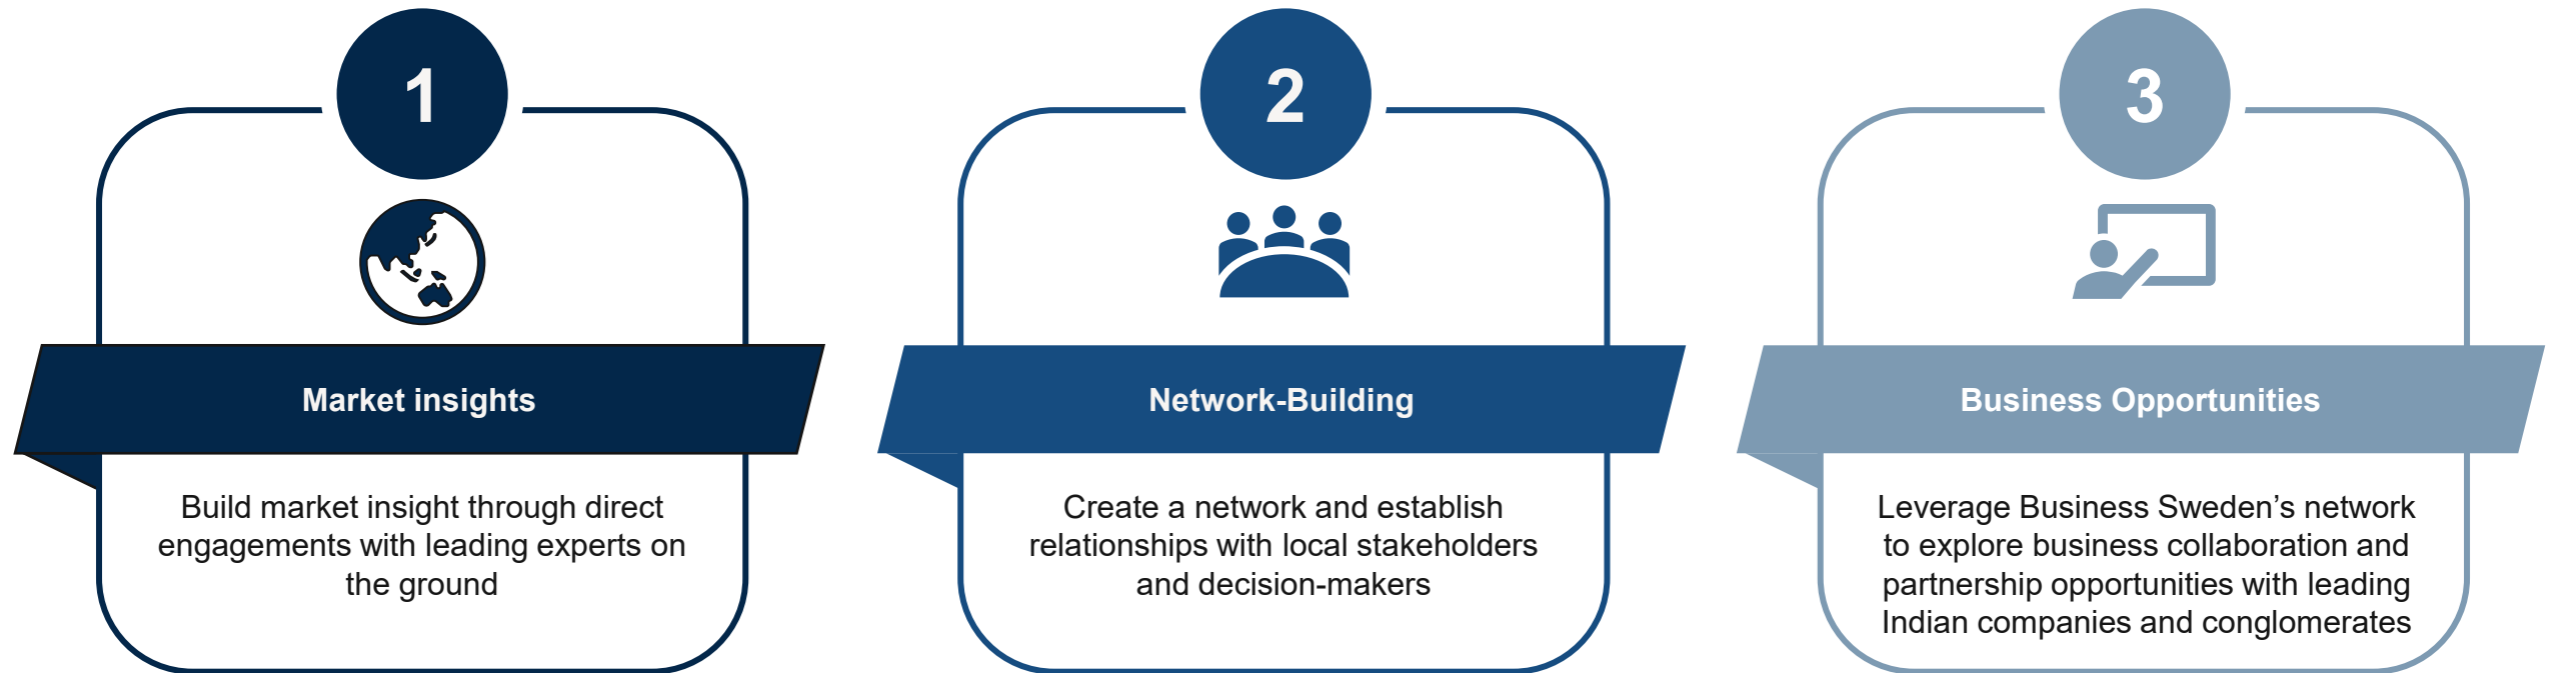 1
Market insights
Build market insight through direct
engagements with leading experts on
the ground
2
Network-Building
Create a network and establish
relationships with local stakeholders
and decision-makers
3
Business Opportunities
Leverage Business Sweden’s network
to explore business collaboration and
partnership opportunities with leading
Indian companies and conglomerates